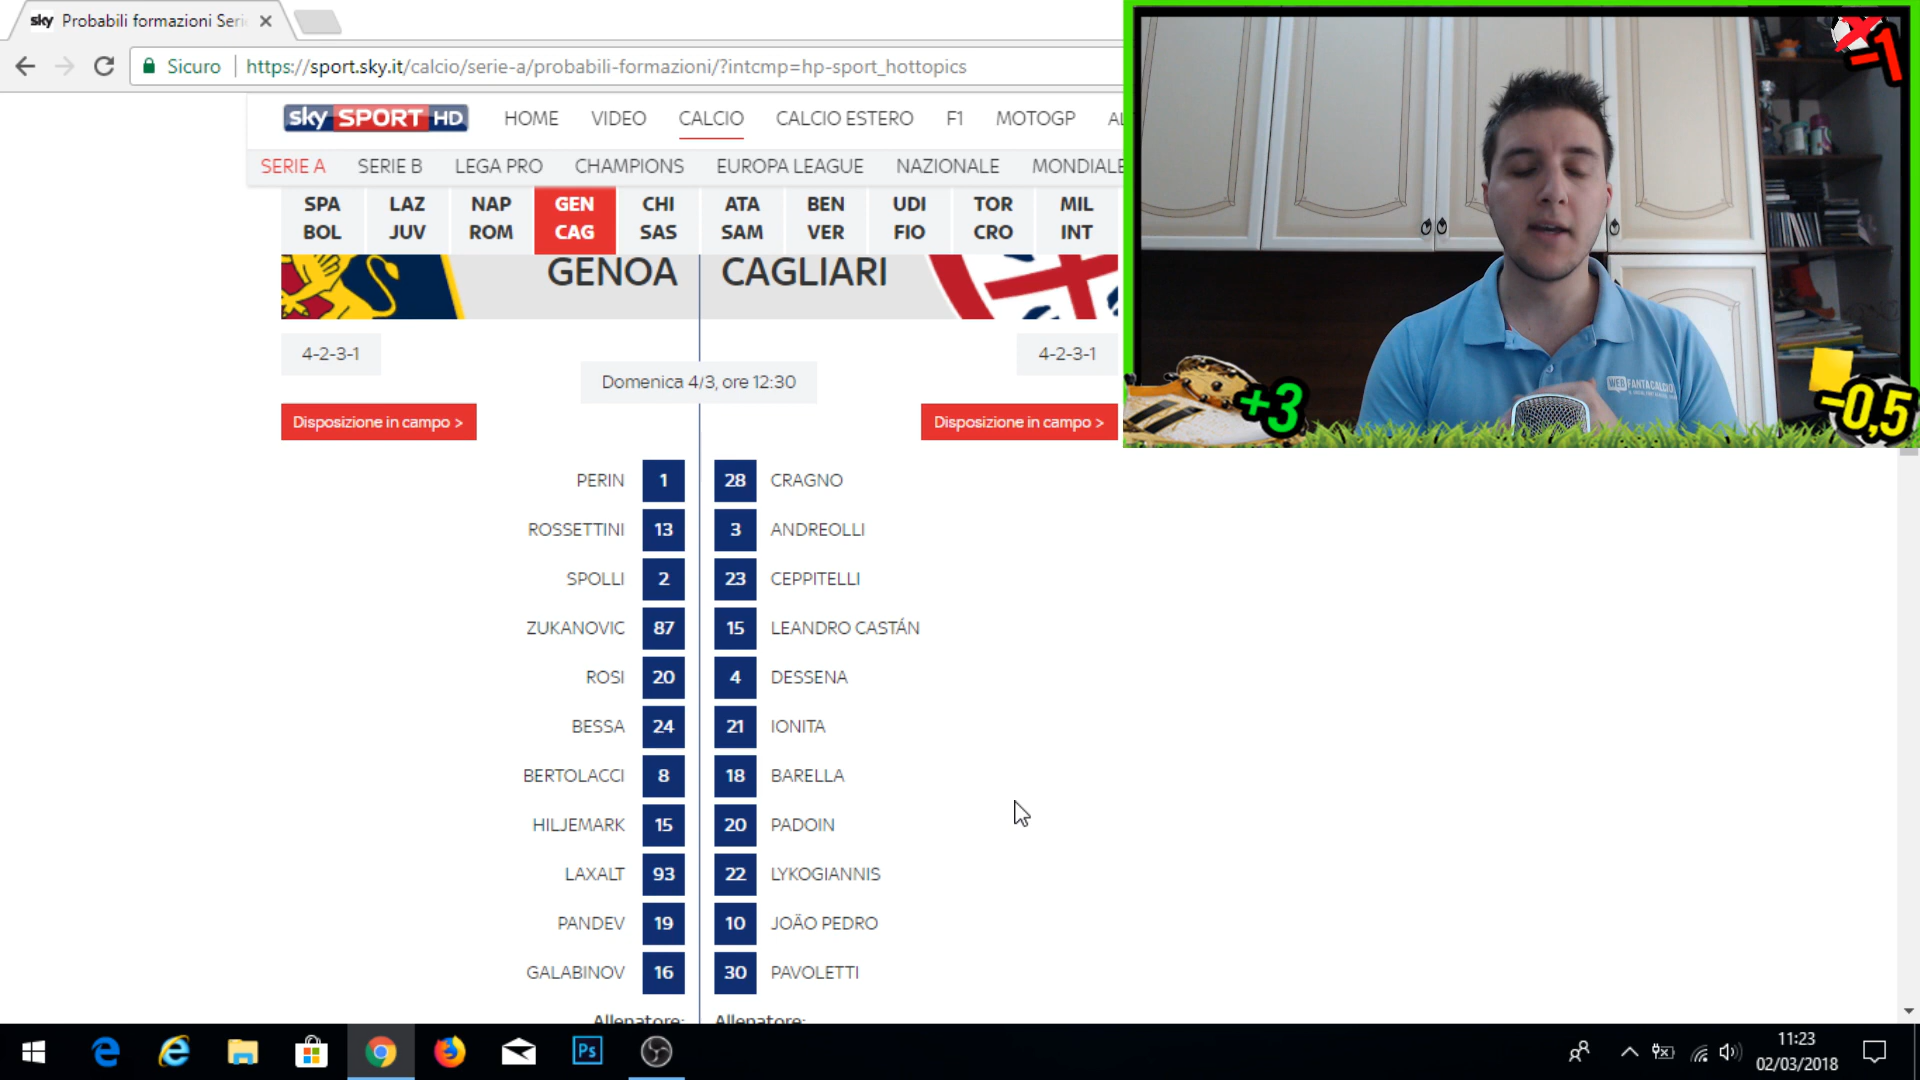 sky Probabili formazioni Seri
Sicuro https://sport.sky.it/calcio/serie-a/probabili-formazioni/?intcmp=hp-sport_hottopics
sky SPORT HD HOME VIDEO CALCIO CALCIO ESTERO F1 MOTOGP AL
SERIE A SERIE B LEGA PRO CHAMPIONS EUROPA LEAGUE NAZIONALE MONDIALE
SPA LAZ NAP GEN CHI ATA BEN UDI TOR MIL
BOL JUV ROM CAG SAS SAM VER FIO CRO INT
GENOA CAGLIARI
4-2-3-1 4-2-3-1
Domenica 4/3, ore 12:30
Disposizione in campo > Disposizione in campo >
PERIN 1 28 CRAGNO
ROSSETTINI 13 3 ANDREOLLI
SPOLLI 2 23 CEPPITELLI
ZUKANOVIC 87 15 LEANDRO CASTÁN
ROSI 20 4 DESSENA
BESSA 24 21 IONITA
BERTOLACCI 8 18 BARELLA
HILJEMARK 15 20 PADOIN
LAXALT 93 22 LYKOGIANNIS
PANDEV 19 10 JOÃO PEDRO
GALABINOV 16 30 PAVOLETTI
Allenatore: Allenatore:
-1
WEB FANTACALCIO
+3
-0,5
Ps
11:23
02/03/2018